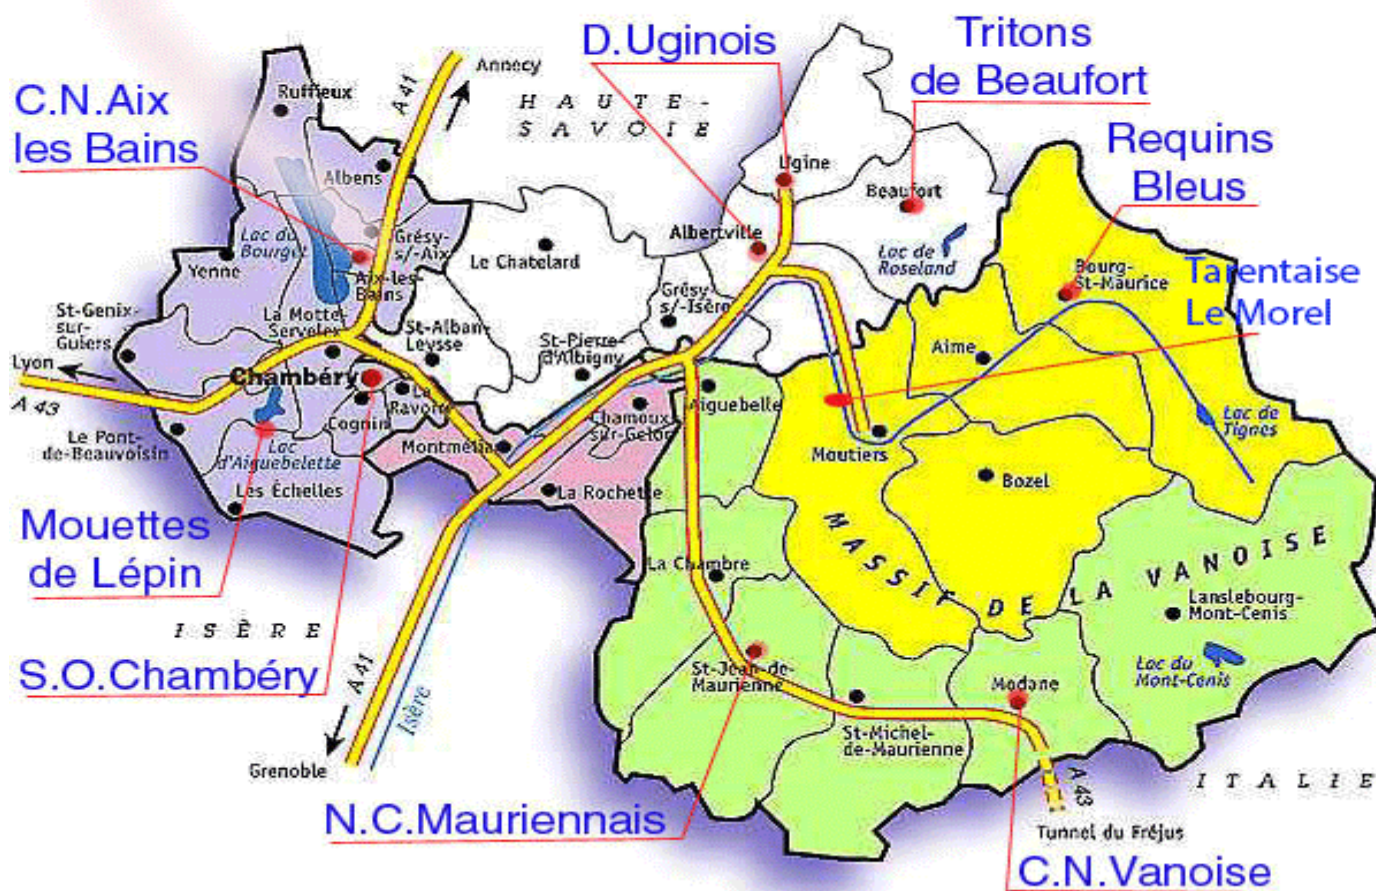 D.Uginois
Tritons
de Beaufort
C.N.Aix
les Bains
Requins
Bleus
Tarentaise
Le Morel
Mouettes
de Lépin
S.O.Chambéry
N.C.Mauriennais
C.N.Vanoise
Annecy
A 41
HAUTE-
SAVOIE
Ruffieux
Albens
Ugine
Beaufort
Albertville
Lac de
Roselend
Lac du
Bourget
Grésy-
s/-Aix
Aix-les-
Bains
Yenne
Le Chatelard
Grésy-
s/-Isère
Bourg-
St-Maurice
St-Genix-
sur-
Guiers
La Motte-
Servolex
St-Alban-
Leysse
St-Pierre-
d'Albigny
Aime
Lyon
A 43
Chambéry
La
Ravoire
Cognin
Chamoux-
sur-Gelon
Aiguebelle
Lac de
Tignes
Le Pont-
de-Beauvoisin
Lac
d'Aiguebelette
Montmélian
Moutiers
Bozel
Les Échelles
La Rochette
MASSIF DE LA VANOISE
La Chambre
Lanslebourg-
Mont-Cenis
ISÈRE
A 41
Isère
St-Jean-de-
Maurienne
Modane
Lac du
Mont-Cenis
St-Michel-
de-Maurienne
Grenoble
ITALIE
A 43
Tunnel du Fréjus